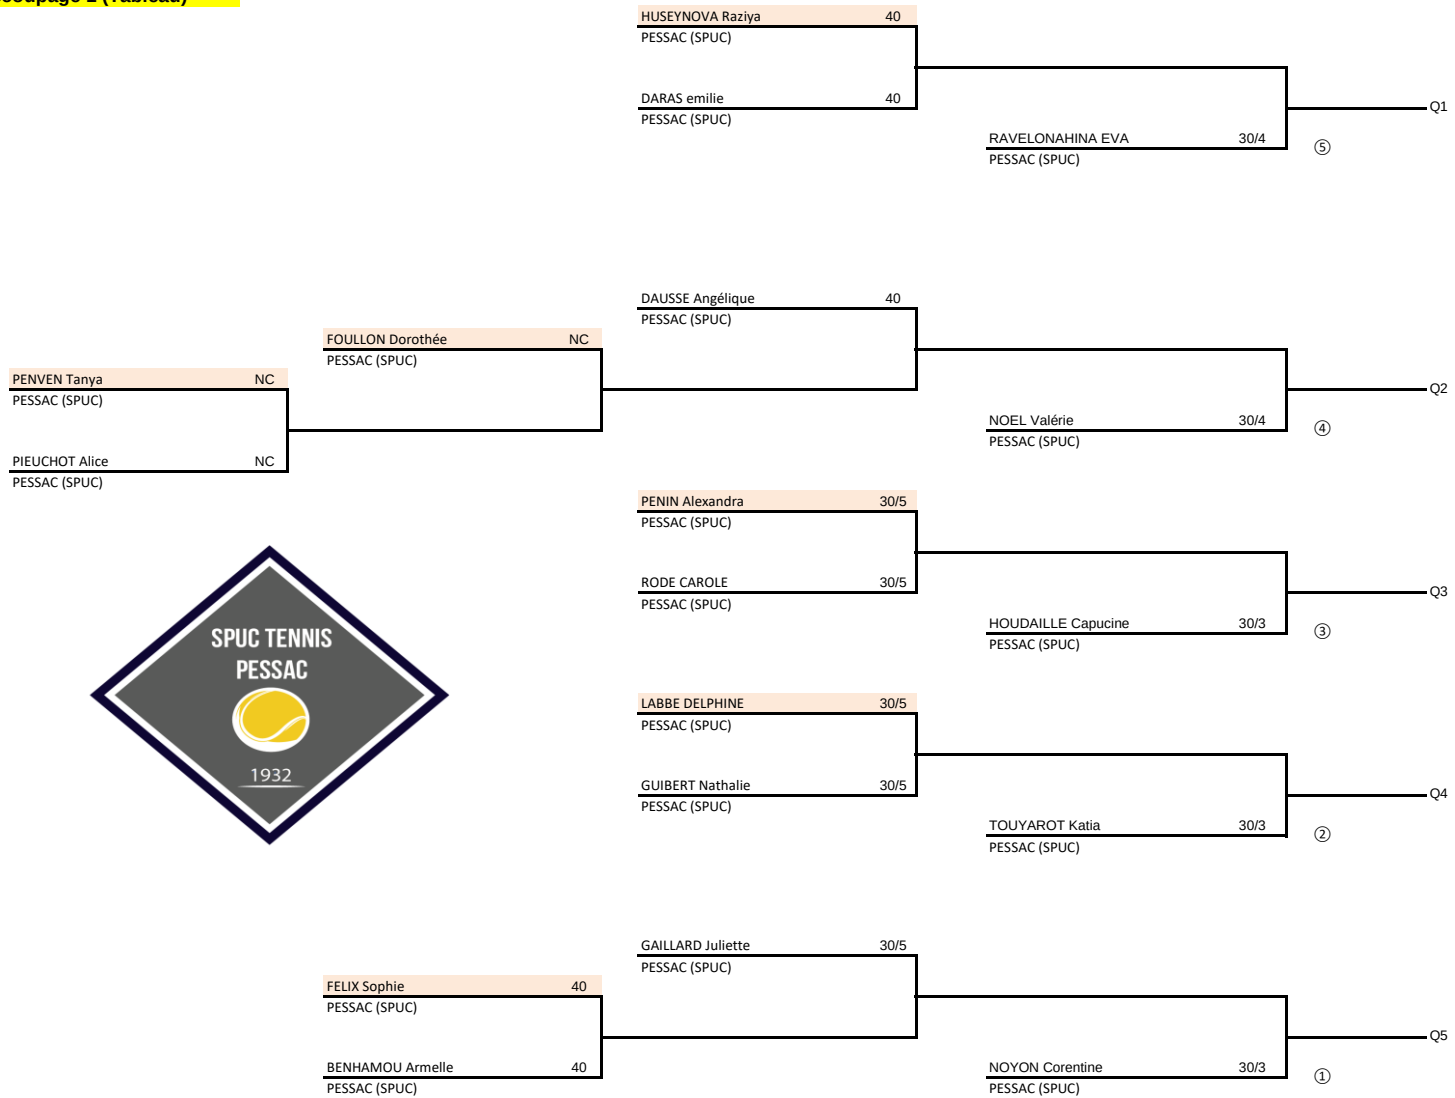 HUSEYNOVA Raziya 40
PESSAC (SPUC)
DARAS emilie 40
PESSAC (SPUC)
Q1
RAVELONAHINA EVA 30/4
⑤
PESSAC (SPUC)
DAUSSE Angélique 40
PESSAC (SPUC)
FOULLON Dorothée NC
PESSAC (SPUC)
PENVEN Tanya NC
PESSAC (SPUC)
Q2
NOEL Valérie 30/4
④
PESSAC (SPUC)
PIEUCHOT Alice NC
PESSAC (SPUC)
PENIN Alexandra 30/5
PESSAC (SPUC)
RODE CAROLE 30/5
PESSAC (SPUC)
Q3
HOUDAILLE Capucine 30/3
③
PESSAC (SPUC)
SPUC TENNIS
PESSAC
1932
LABBE DELPHINE 30/5
PESSAC (SPUC)
GUIBERT Nathalie 30/5
PESSAC (SPUC)
Q4
TOUYAROT Katia 30/3
②
PESSAC (SPUC)
GAILLARD Juliette 30/5
PESSAC (SPUC)
FELIX Sophie 40
PESSAC (SPUC)
Q5
BENHAMOU Armelle 40
PESSAC (SPUC)
NOYON Corentine 30/3
①
PESSAC (SPUC)